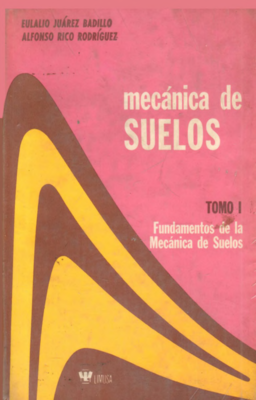 EULALIO JUÁREZ BADILLO
ALFONSO RICO RODRÍGUEZ
mecánica de
SUELOS
TOMO I
Fundamentos de la
Mecánica de Suelos
LIMUSA